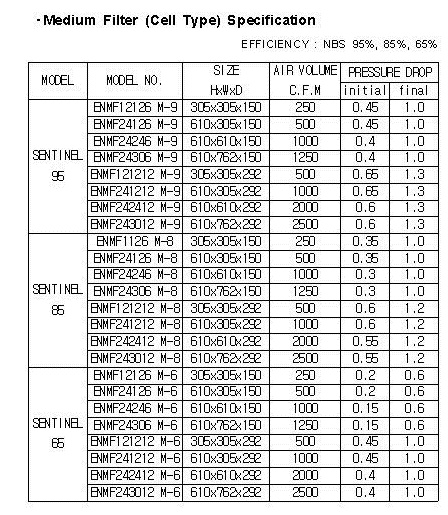 ·Medium Filter (Cell Type) Specification
EFFICIENCY : NBS 95%, 85%, 65%
MODEL MODEL NO. SIZE HxWxD AIR VOLUME C.F.M PRESSURE DROP initial final
SENTINEL 95
ENMF12126 M-9 305x305x150 250 0.45 1.0
ENMF24126 M-9 610x305x150 500 0.45 1.0
ENMF24246 M-9 610x610x150 1000 0.4 1.0
ENMF24306 M-9 610x762x150 1250 0.4 1.0
ENMF121212 M-9 305x305x292 500 0.65 1.3
ENMF241212 M-9 610x305x292 1000 0.65 1.3
ENMF242412 M-9 610x610x292 2000 0.6 1.3
ENMF243012 M-9 610x762x292 2500 0.6 1.3
SENTINEL 85
ENMF1126 M-8 305x305x150 250 0.35 1.0
ENMF24126 M-8 610x305x150 500 0.35 1.0
ENMF24246 M-8 610x610x150 1000 0.3 1.0
ENMF24306 M-8 610x762x150 1250 0.3 1.0
ENMF121212 M-8 305x305x292 500 0.6 1.2
ENMF241212 M-8 610x305x292 1000 0.6 1.2
ENMF242412 M-8 610x610x292 2000 0.55 1.2
ENMF243012 M-8 610x762x292 2500 0.55 1.2
SENTINEL 65
ENMF12126 M-6 305x305x150 250 0.2 0.6
ENMF24126 M-6 610x305x150 500 0.2 0.6
ENMF24246 M-6 610x610x150 1000 0.15 0.6
ENMF24306 M-6 610x762x150 1250 0.15 0.6
ENMF121212 M-6 305x305x292 500 0.45 1.0
ENMF241212 M-6 610x305x292 1000 0.45 1.0
ENMF242412 M-6 610x610x292 2000 0.4 1.0
ENMF243012 M-6 610x762x292 2500 0.4 1.0